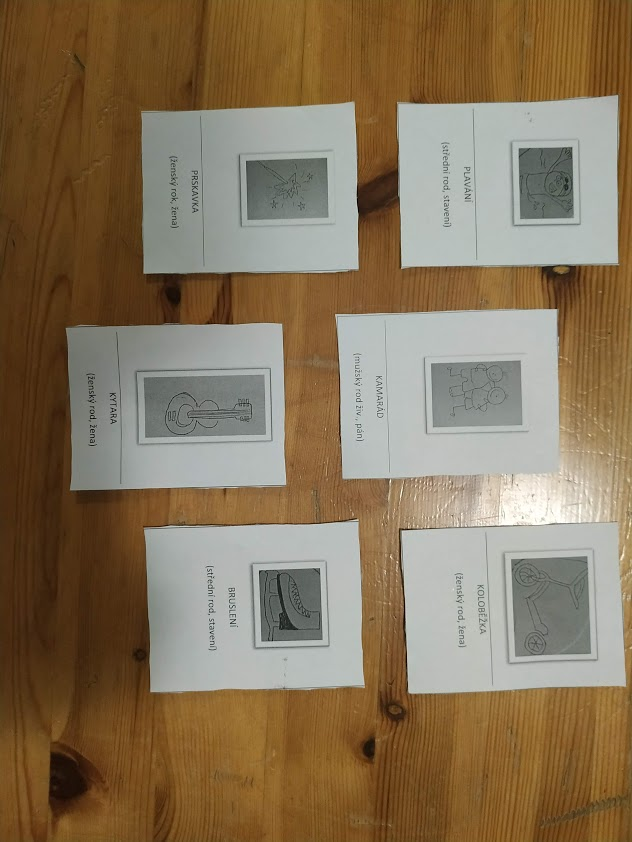 PLAVÁNÍ
(střední rod, stavení)
KAMARÁD
(mužský rod živ., pán)
KOLOBĚŽKA
(ženský rod, žena)
PRSKAVKA
(ženský rok, žena)
KYTARA
(ženský rod, žena)
BRUSLENÍ
(střední rod, stavení)